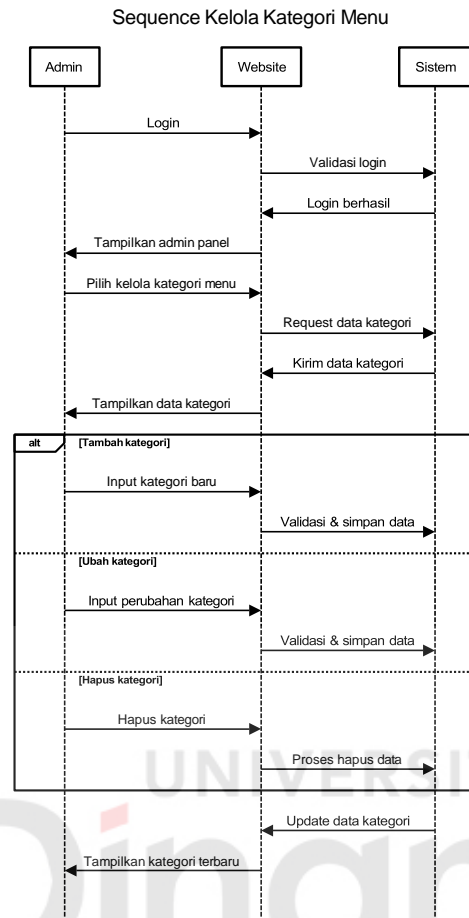 Sequence Kelola Kategori Menu
Admin
Website
Sistem
Login
Validasi login
Login berhasil
Tampilkan admin panel
Pilih kelola kategori menu
Request data kategori
Kirim data kategori
Tampilkan data kategori
alt
[Tambah kategori]
Input kategori baru
Validasi & simpan data
[Ubah kategori]
Input perubahan kategori
Validasi & simpan data
[Hapus kategori]
Hapus kategori
Proses hapus data
UNIVERSI
Dinar
Update data kategori
Tampilkan kategori terbaru